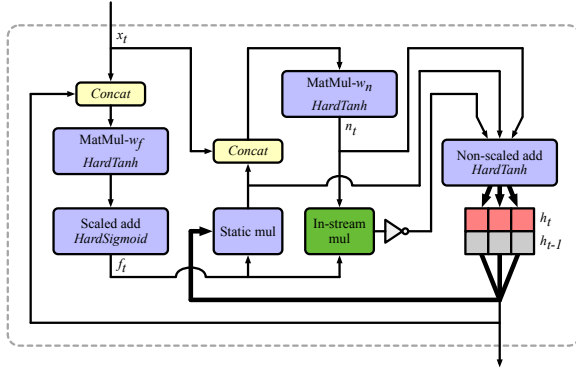 x_t
Concat
MatMul-w_f
HardTanh
Scaled add
HardSigmoid
f_t
Concat
Static mul
MatMul-w_n
HardTanh
n_t
In-stream
mul
Non-scaled add
HardTanh
h_t
h_{t-1}